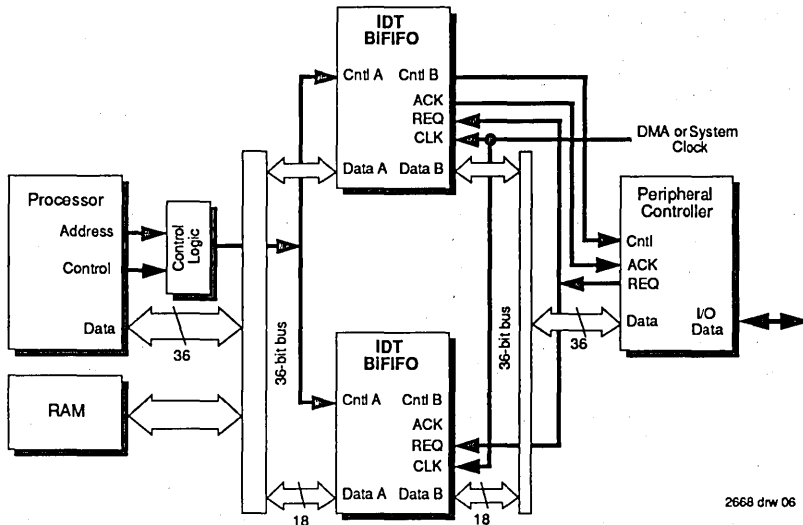 IDT
BiFIFO
Cntl A Cntl B
ACK
REQ
CLK
Data A Data B
DMA or System
Clock
Processor
Address
Control
Data
36
Control
Logic
RAM
36-bit bus
36-bit bus
Peripheral
Controller
Cntl
ACK
REQ
Data
I/O
Data
36
IDT
BiFIFO
Cntl A Cntl B
ACK
REQ
CLK
Data A Data B
18
18
2668 drw 06